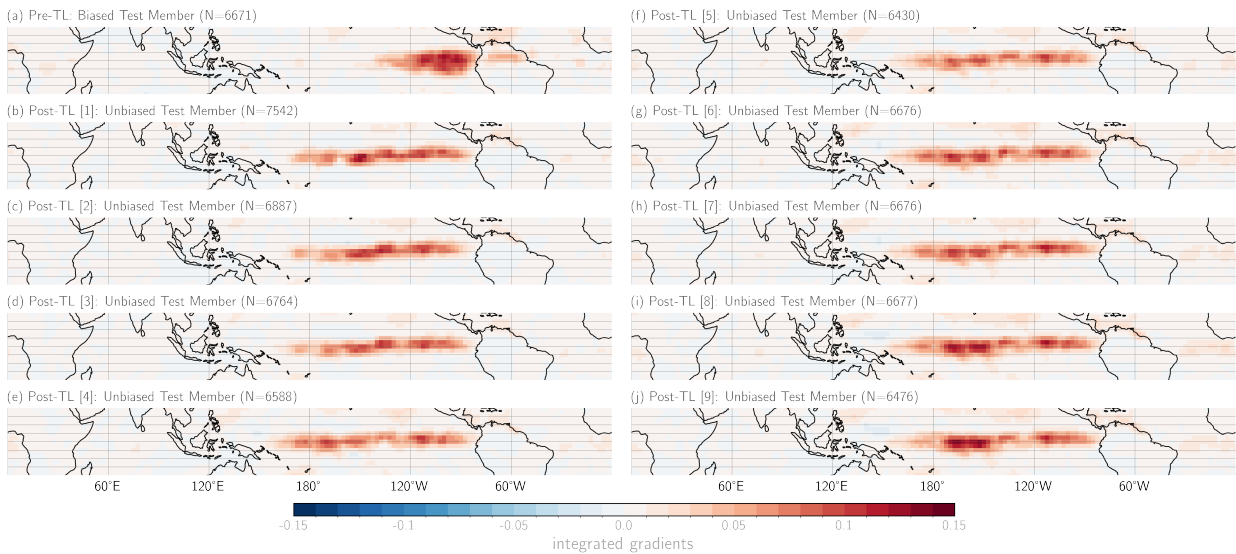 (a) Pre-TL: Biased Test Member (N=6671)
(b) Post-TL [1]: Unbiased Test Member (N=7542)
(c) Post-TL [2]: Unbiased Test Member (N=6887)
(d) Post-TL [3]: Unbiased Test Member (N=6764)
(e) Post-TL [4]: Unbiased Test Member (N=6588)
60°E 120°E 180° 120°W 60°W
(f) Post-TL [5]: Unbiased Test Member (N=6430)
(g) Post-TL [6]: Unbiased Test Member (N=6676)
(h) Post-TL [7]: Unbiased Test Member (N=6676)
(i) Post-TL [8]: Unbiased Test Member (N=6677)
(j) Post-TL [9]: Unbiased Test Member (N=6476)
60°E 120°E 180° 120°W 60°W
-0.15 -0.1 -0.05 0.0 0.05 0.1 0.15
integrated gradients